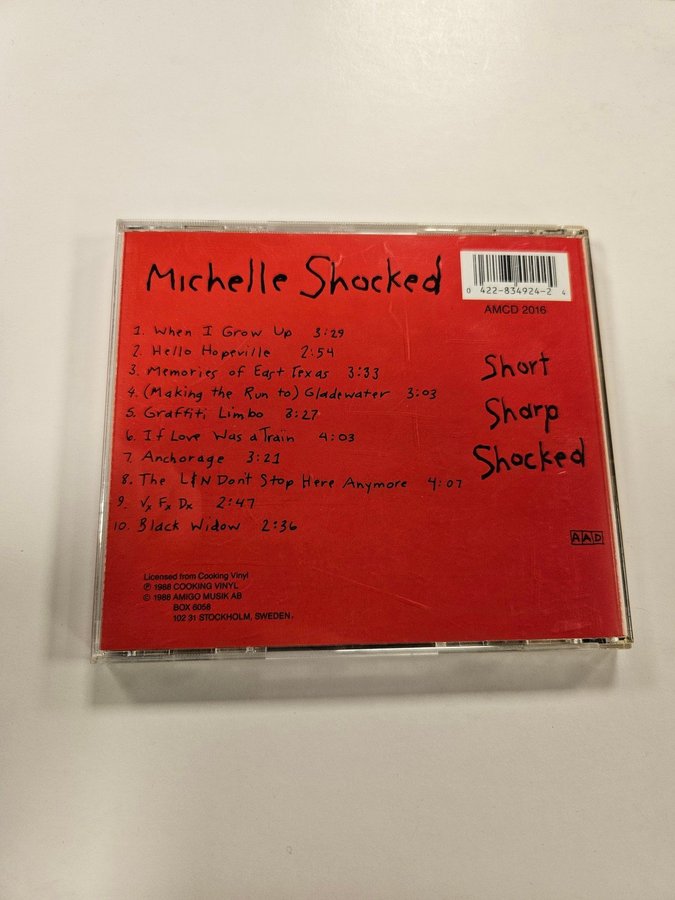 Michelle Shocked
0 422-834924-2 4
AMCD 2016
1. When I Grow Up 3:29
2. Hello Hopeville 2:54
3. Memories of East Texas 3:33
4. (Making the Run to) Gladewater 3:03
5. Graffiti Limbo 3:27
6. If Love Was a Train 4:03
7. Anchorage 3:21
8. The L&N Don't Stop Here Anymore 4:07
9. Vx Fx Dx 2:47
10. Black Widow 2:36
Short
Sharp
Shocked
AAD
Licensed from Cooking Vinyl
℗ 1988 COOKING VINYL
© 1988 AMIGO MUSIK AB
BOX 6058
102 31 STOCKHOLM, SWEDEN.